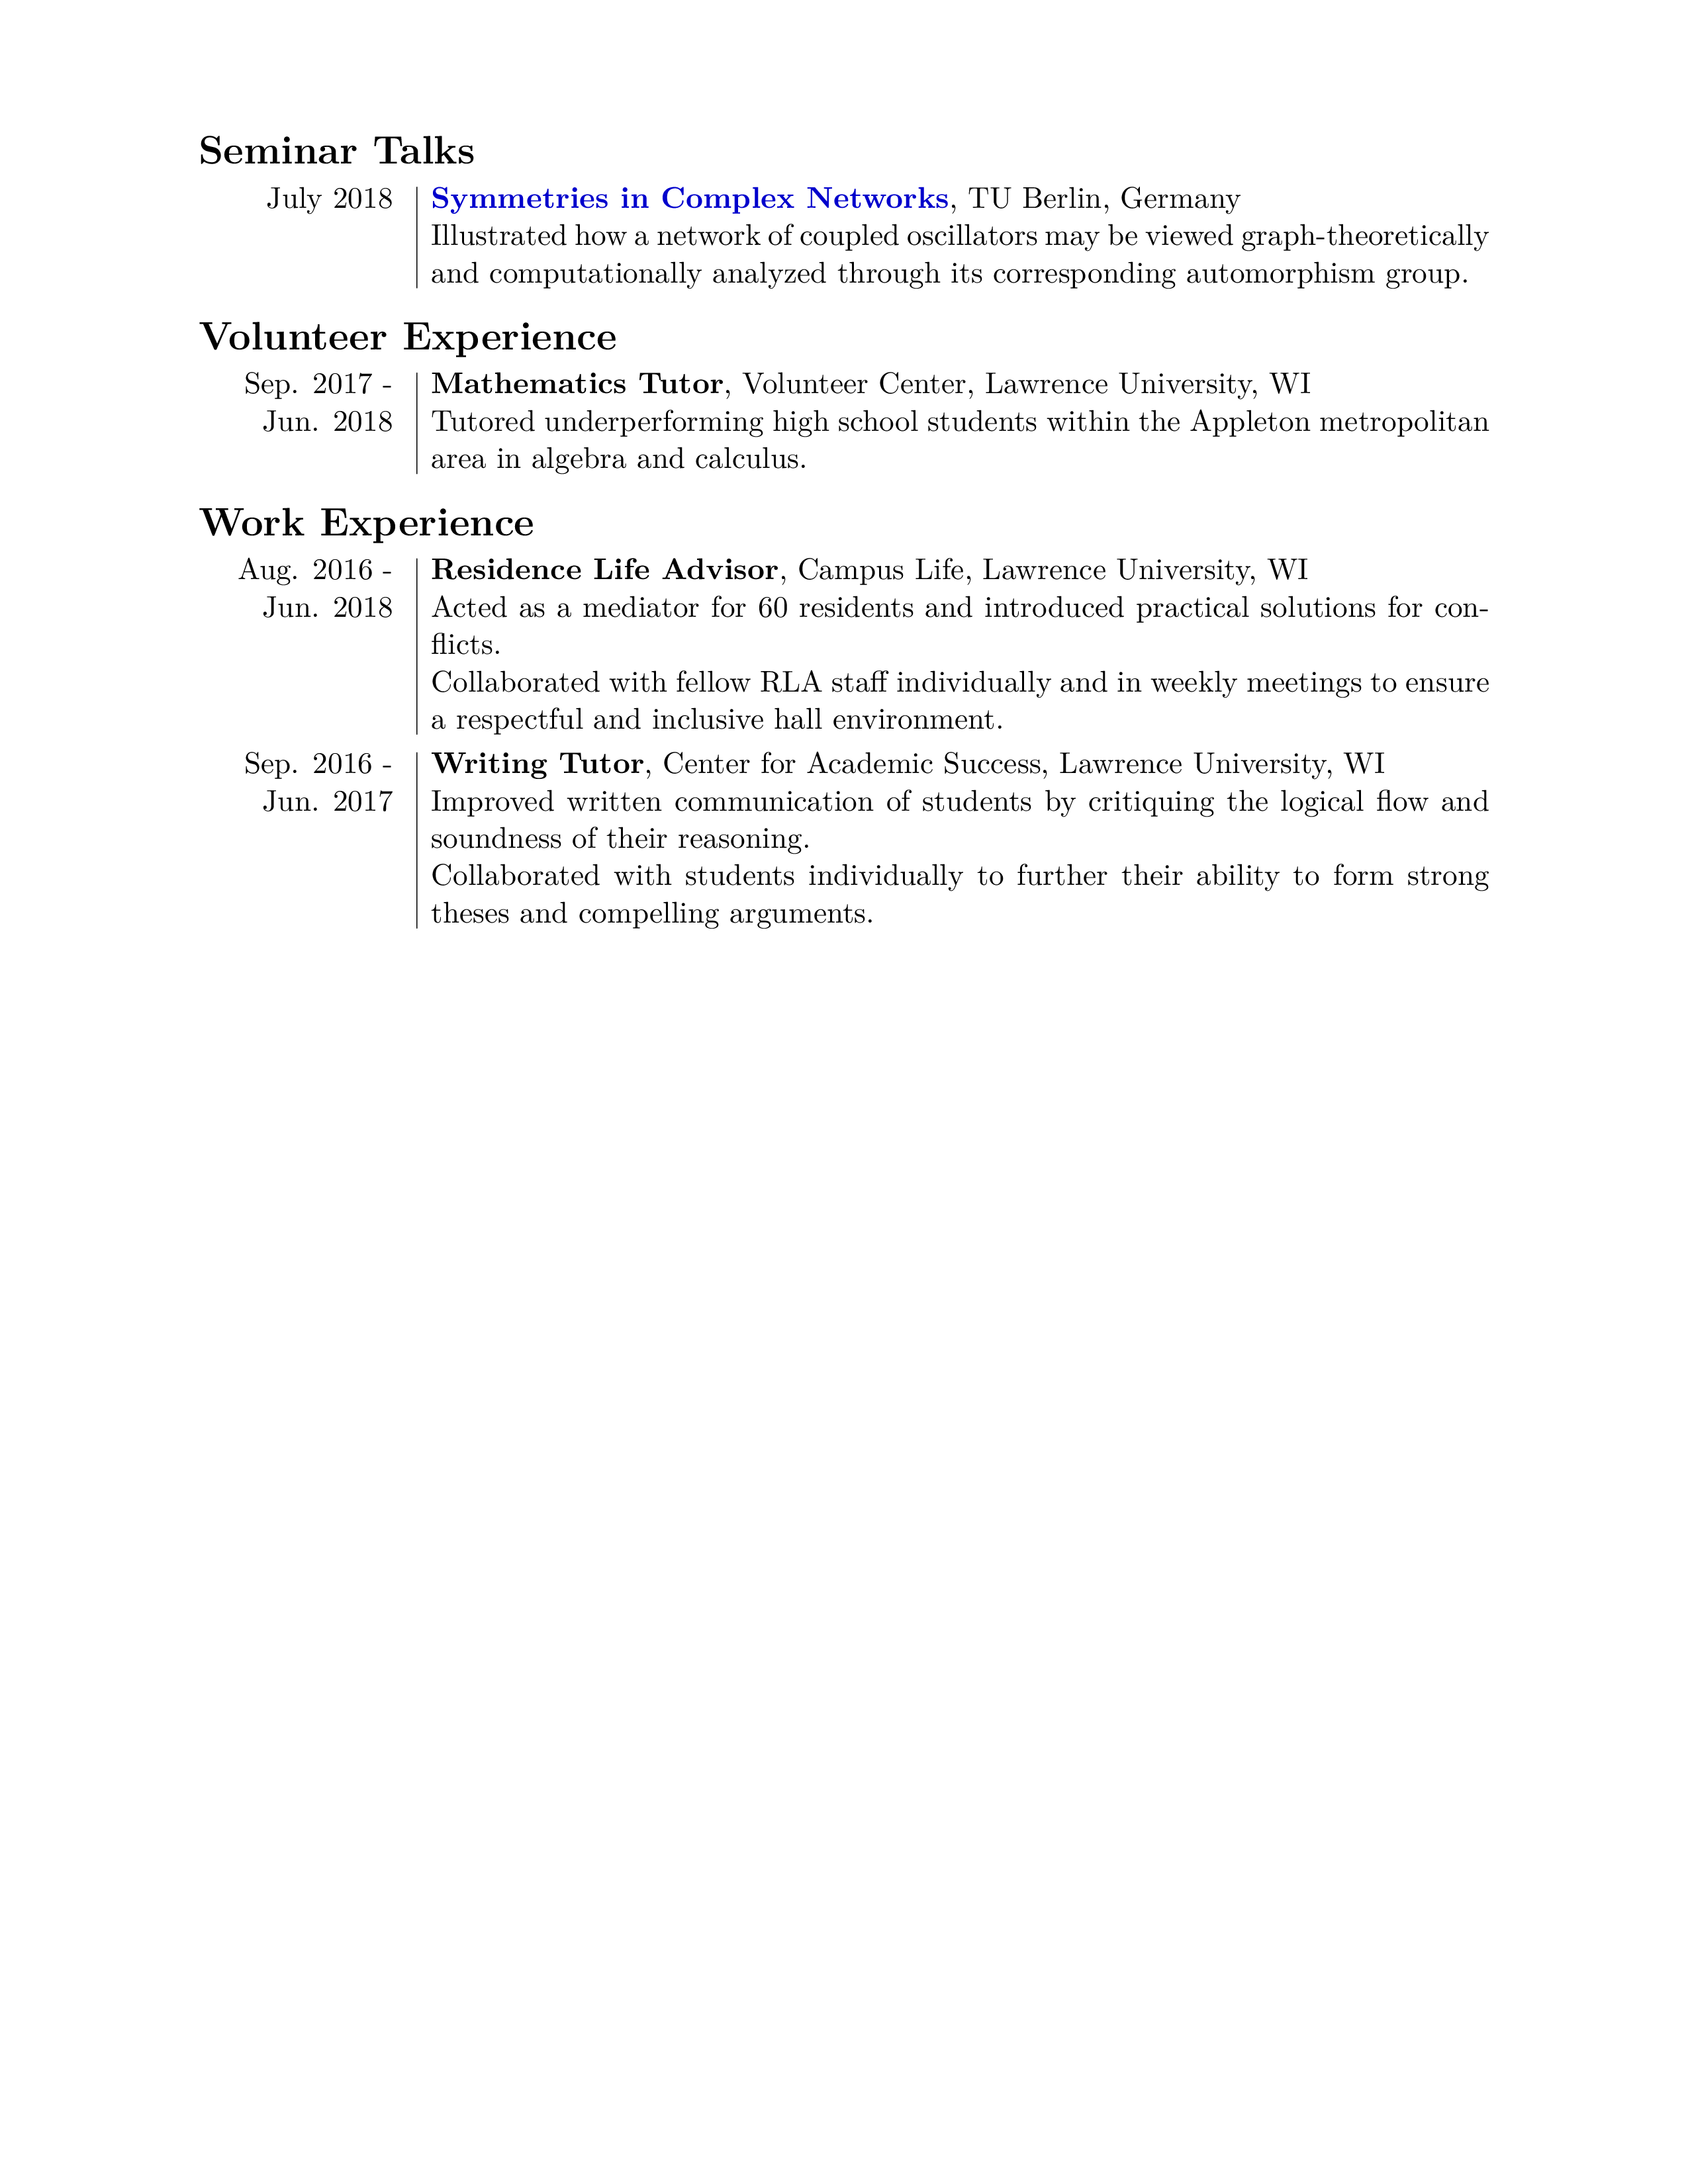 Seminar Talks
July 2018 Symmetries in Complex Networks, TU Berlin, Germany
Illustrated how a network of coupled oscillators may be viewed graph-theoretically
and computationally analyzed through its corresponding automorphism group.
Volunteer Experience
Sep. 2017 - Mathematics Tutor, Volunteer Center, Lawrence University, WI
Jun. 2018 Tutored underperforming high school students within the Appleton metropolitan
area in algebra and calculus.
Work Experience
Aug. 2016 - Residence Life Advisor, Campus Life, Lawrence University, WI
Jun. 2018 Acted as a mediator for 60 residents and introduced practical solutions for con-
flicts.
Collaborated with fellow RLA staff individually and in weekly meetings to ensure
a respectful and inclusive hall environment.
Sep. 2016 - Writing Tutor, Center for Academic Success, Lawrence University, WI
Jun. 2017 Improved written communication of students by critiquing the logical flow and
soundness of their reasoning.
Collaborated with students individually to further their ability to form strong
theses and compelling arguments.